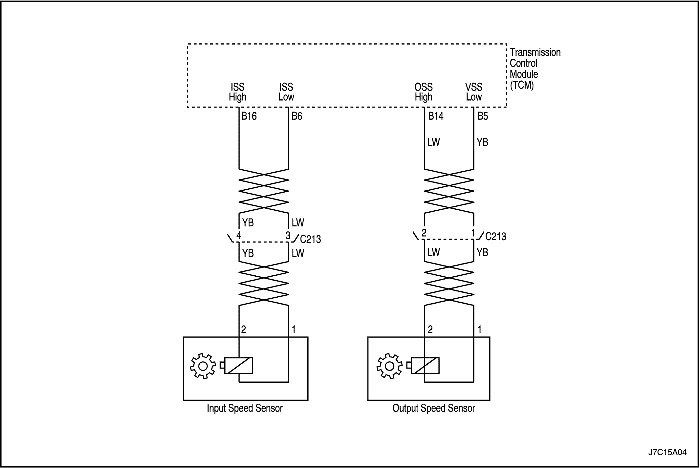 Transmission
Control
Module
(TCM)
ISS
High
ISS
Low
OSS
High
VSS
Low
B16
B6
B14
B5
LW
YB
YB
LW
4
3
C213
2
1
C213
YB
LW
LW
YB
2
1
2
1
Input Speed Sensor
Output Speed Sensor
J7C15A04